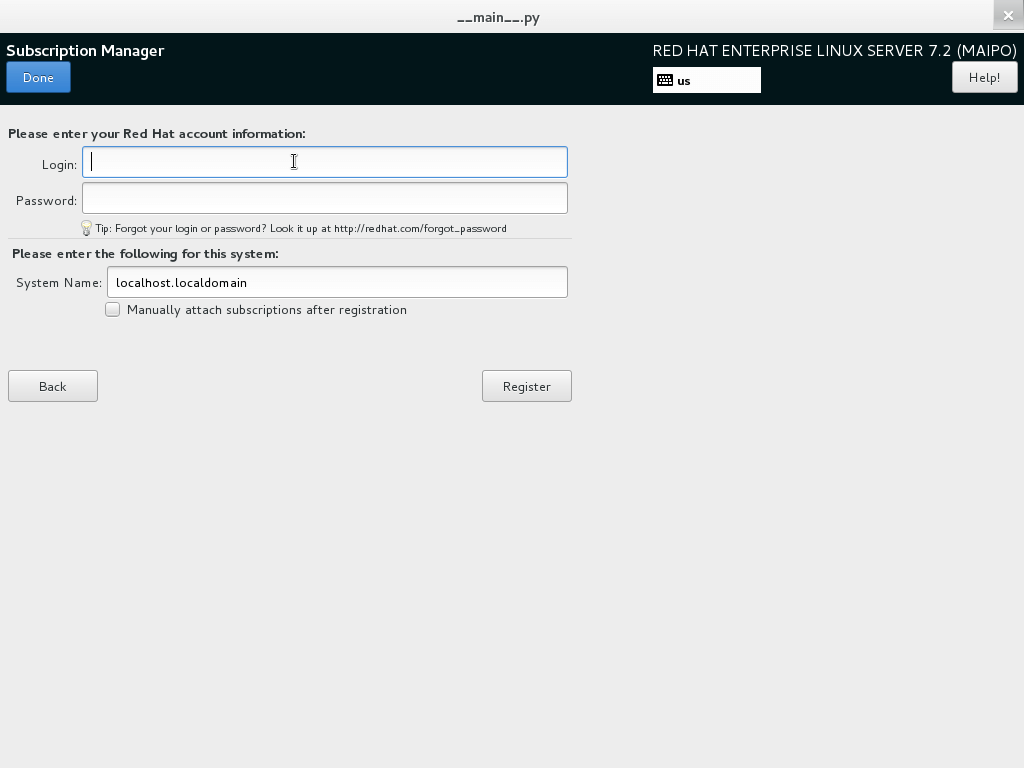 __main__.py
Subscription Manager
RED HAT ENTERPRISE LINUX SERVER 7.2 (MAIPO)
Done
us
Help!
Please enter your Red Hat account information:
Login:
Password:
Tip: Forgot your login or password? Look it up at http://redhat.com/forgot_password
Please enter the following for this system:
System Name: localhost.localdomain
Manually attach subscriptions after registration
Back
Register